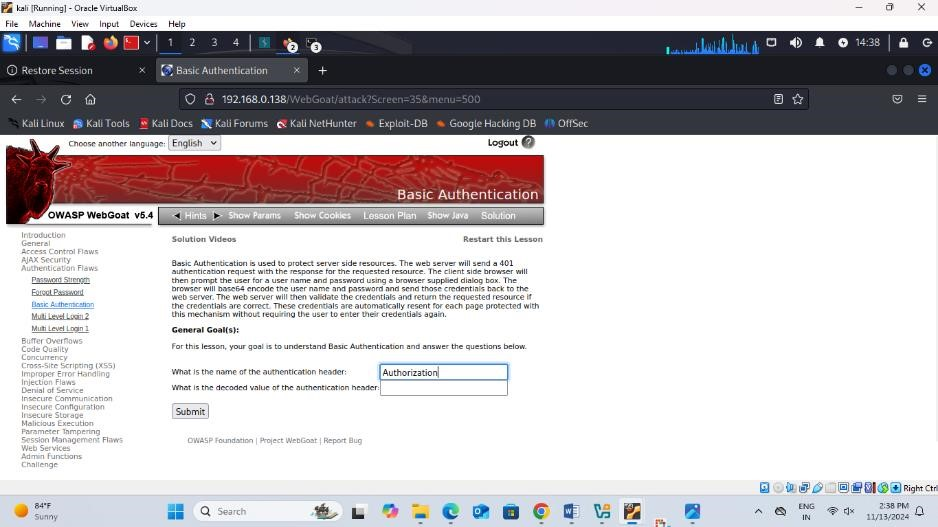 kali [Running] - Oracle VirtualBox
File Machine View Input Devices Help
1 2 3 4 2 3 14:38
Restore Session Basic Authentication
192.168.0.138/WebGoat/attack?Screen=35&menu=500
Kali Linux Kali Tools Kali Docs Kali Forums Kali NetHunter Exploit-DB Google Hacking DB OffSec
Choose another language: English Logout ?
Basic Authentication
OWASP WebGoat v5.4 Hints Show Params Show Cookies Lesson Plan Show Java Solution
Solution Videos Restart this Lesson
Introduction
General
Access Control Flaws
AJAX Security
Authentication Flaws
Password Strength
Forgot Password
Basic Authentication
Multi Level Login 2
Multi Level Login 1
Buffer Overflows
Code Quality
Concurrency
Cross-Site Scripting (XSS)
Improper Error Handling
Injection Flaws
Denial of Service
Insecure Communication
Insecure Configuration
Insecure Storage
Malicious Execution
Parameter Tampering
Session Management Flaws
Web Services
Admin Functions
Challenge
Basic Authentication is used to protect server side resources. The web server will send a 401
authentication request with the response for the requested resource. The client side browser will
then prompt the user for a user name and password using a browser supplied dialog box. The
browser will base64 encode the user name and password and send those credentials back to the
web server. The web server will then validate the credentials and return the requested resource if
the credentials are correct. These credentials are automatically resent for each page protected with
this mechanism without requiring the user to enter their credentials again.
General Goal(s):
For this lesson, your goal is to understand Basic Authentication and answer the questions below.
What is the name of the authentication header: Authorization
What is the decoded value of the authentication header:
Submit
OWASP Foundation | Project WebGoat | Report Bug
Right Ctrl
84°F
Sunny
Search
ENG
IN
2:38 PM
11/13/2024